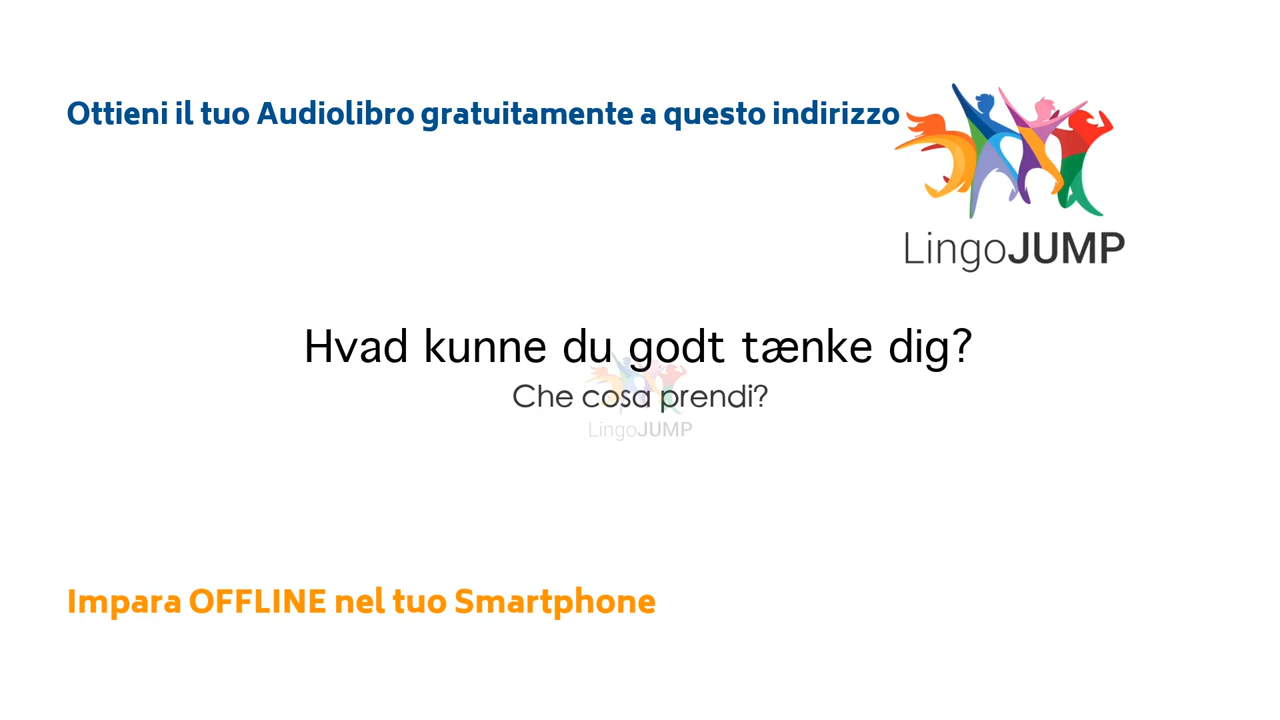 Ottieni il tuo Audiolibro gratuitamente a questo indirizzo
LingoJUMP
Hvad kunne du godt tænke dig?
Che cosa prendi?
LingoJUMP
Impara OFFLINE nel tuo Smartphone